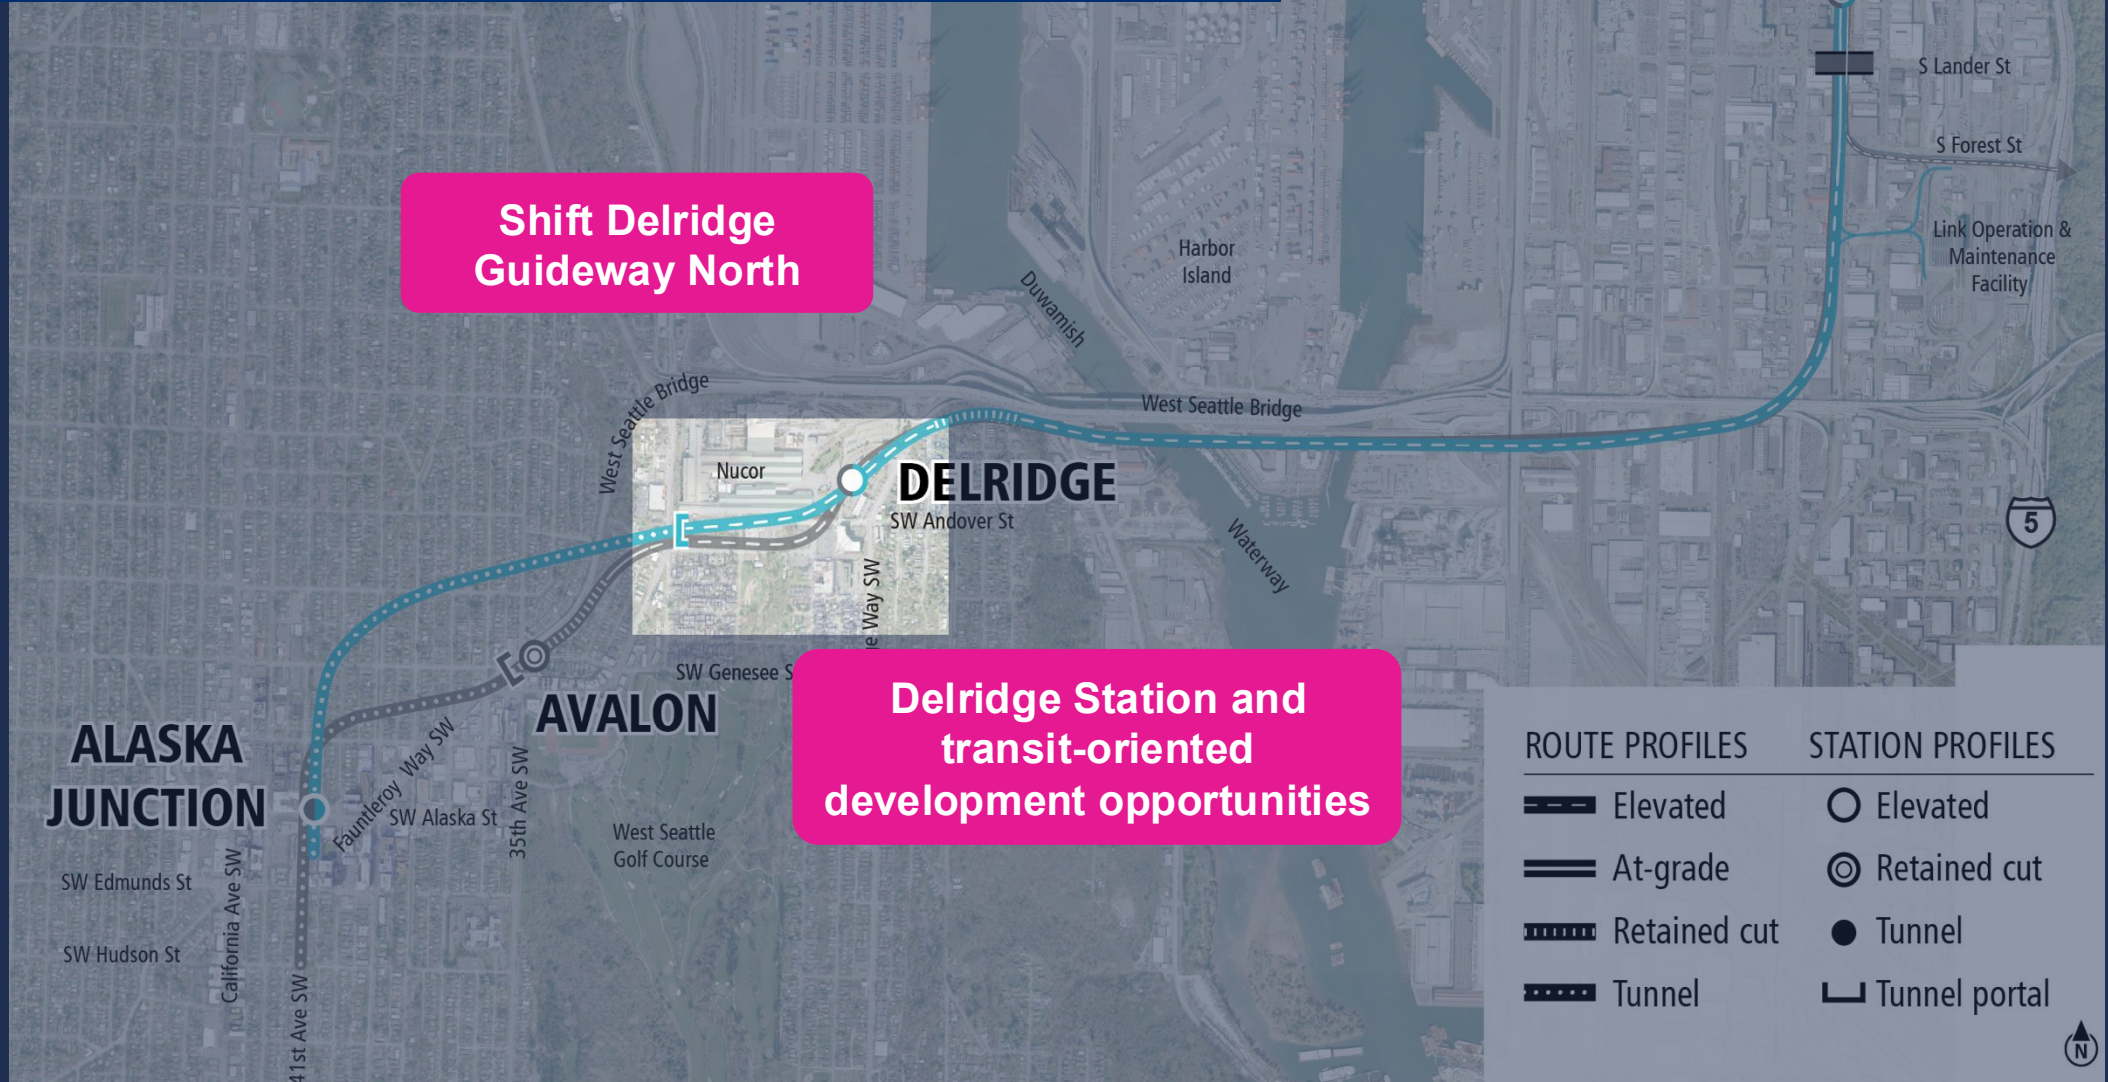 S Lander St
S Forest St
Link Operation &
Maintenance
Facility
Shift Delridge
Guideway North
Harbor
Island
Duwamish
West Seattle Bridge
West Seattle Bridge
Nucor
DELRIDGE
SW Andover St
5
Waterway
e Way SW
SW Genesee S
AVALON
Delridge Station and
transit-oriented
development opportunities
ALASKA
JUNCTION
Fauntleroy Way SW
35th Ave SW
SW Alaska St
West Seattle
Golf Course
SW Edmunds St
California Ave SW
SW Hudson St
41st Ave SW
ROUTE PROFILES
Elevated
At-grade
Retained cut
Tunnel
STATION PROFILES
Elevated
Retained cut
Tunnel
Tunnel portal
N